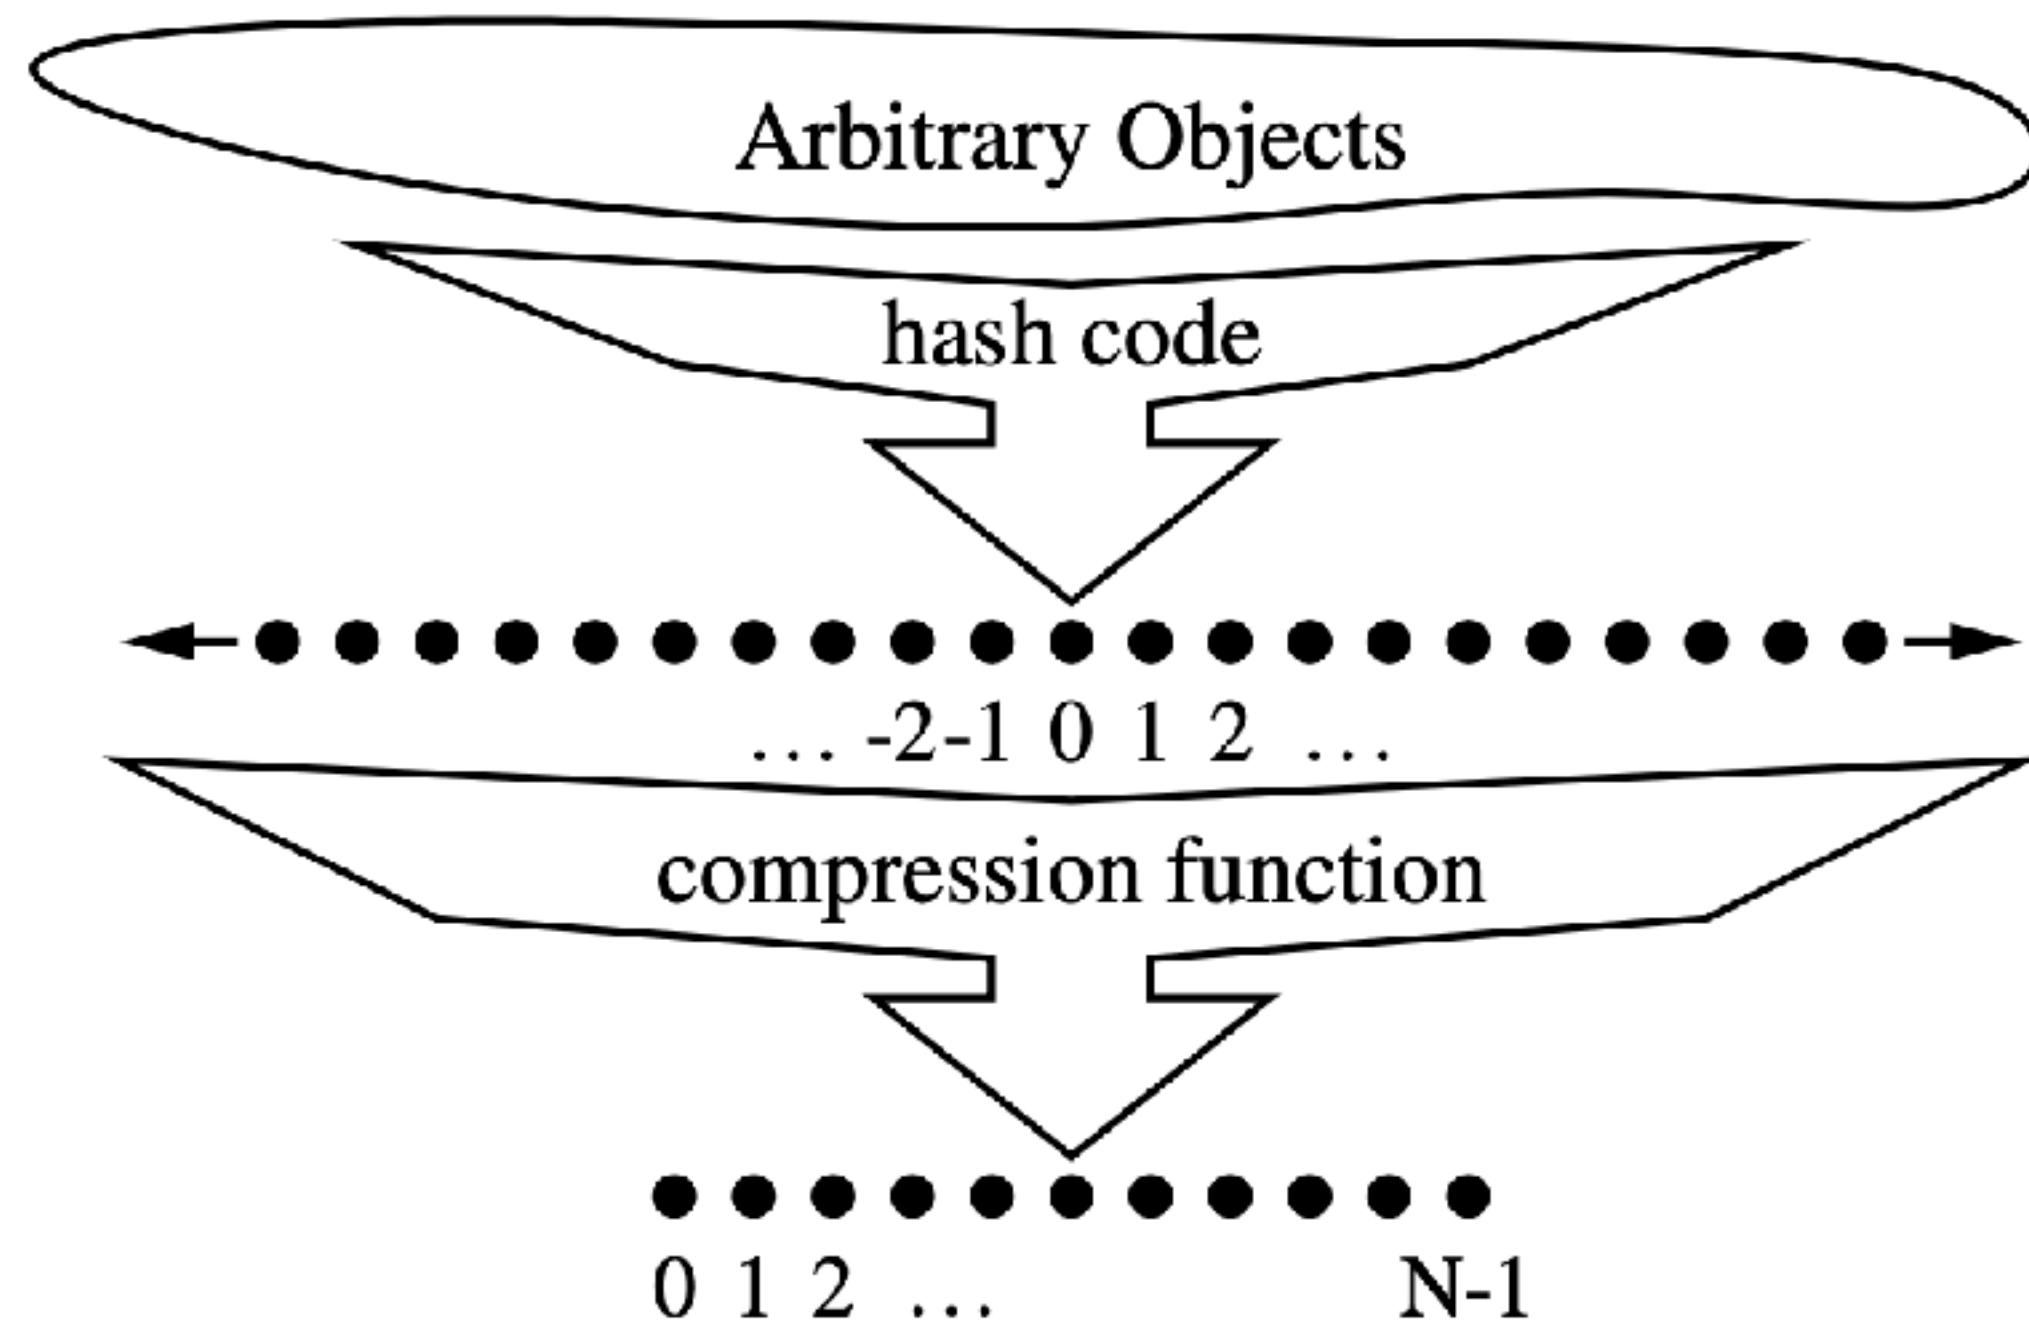 Arbitrary Objects
hash code
... -2 -1 0 1 2 ...
compression function
0 1 2 ... N-1